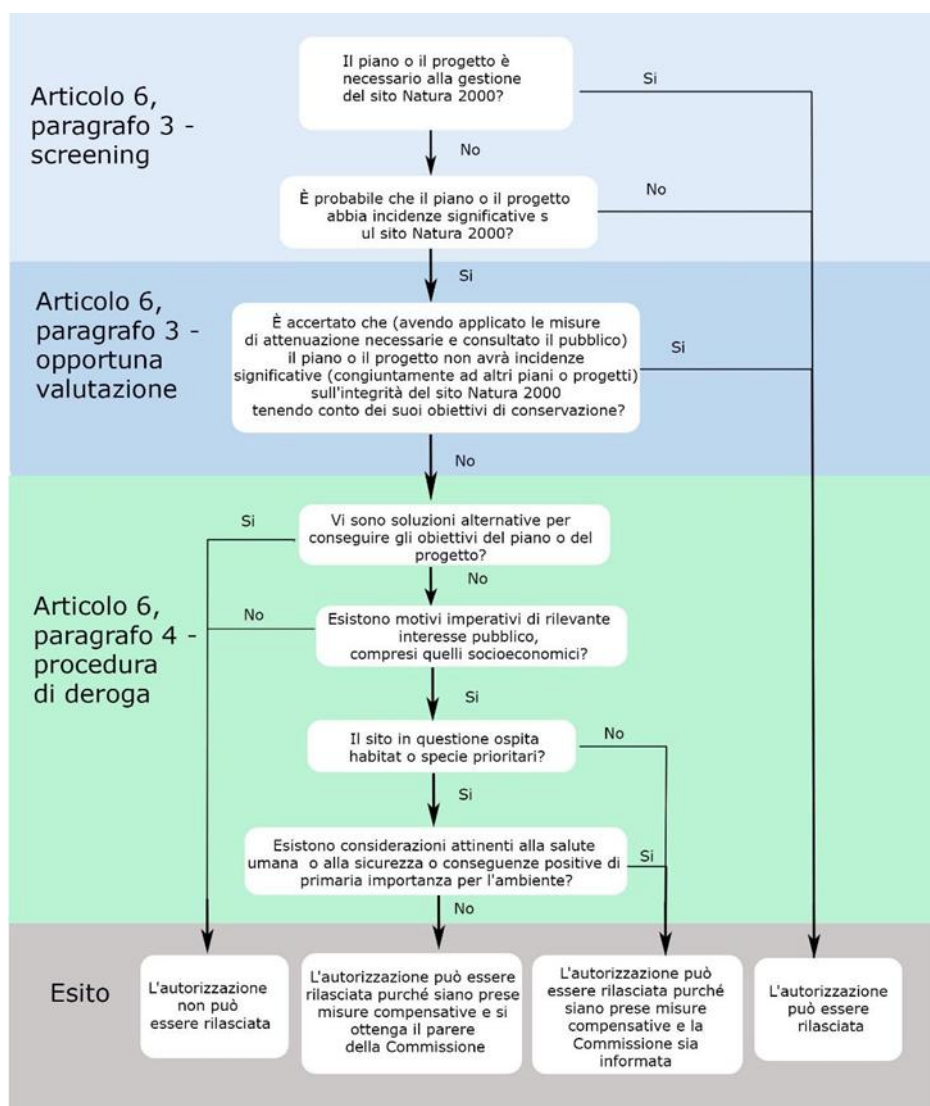 Articolo 6,
paragrafo 3 -
screening
Il piano o il progetto è
necessario alla gestione
del sito Natura 2000?
Si
No
È probabile che il piano o il progetto
abbia incidenze significative s
ul sito Natura 2000?
No
Si
Articolo 6,
paragrafo 3 -
opportuna
valutazione
È accertato che (avendo applicato le misure
di attenuazione necessarie e consultato il pubblico)
il piano o il progetto non avrà incidenze
significative (congiuntamente ad altri piani o progetti)
sull'integrità del sito Natura 2000
tenendo conto dei suoi obiettivi di conservazione?
Si
No
Articolo 6,
paragrafo 4 -
procedura
di deroga
Vi sono soluzioni alternative per
conseguire gli obiettivi del piano o del
progetto?
Si
No
Esistono motivi imperativi di rilevante
interesse pubblico,
compresi quelli socioeconomici?
No
Si
Il sito in questione ospita
habitat o specie prioritari?
No
Si
Esistono considerazioni attinenti alla salute
umana o alla sicurezza o conseguenze positive di
primaria importanza per l'ambiente?
Si
No
Esito
L'autorizzazione
non può
essere rilasciata
L'autorizzazione può essere
rilasciata purché siano prese
misure compensative e si
ottenga il parere
della Commissione
L'autorizzazione può
essere rilasciata purché
siano prese misure
compensative e la
Commissione sia
informata
L'autorizzazione
può essere
rilasciata